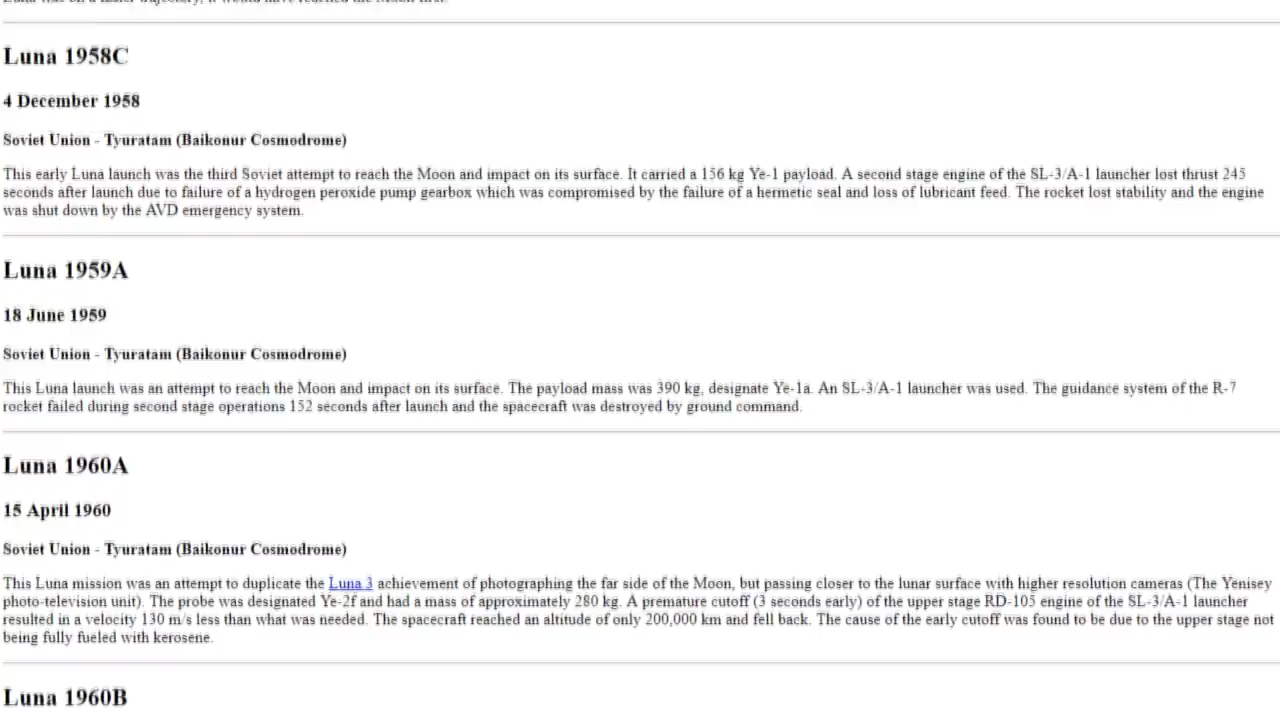 Luna 1958C
4 December 1958
Soviet Union - Tyuratam (Baikonur Cosmodrome)
This early Luna launch was the third Soviet attempt to reach the Moon and impact on its surface. It carried a 156 kg Ye-1 payload. A second stage engine of the SL-3/A-1 launcher lost thrust 245
seconds after launch due to failure of a hydrogen peroxide pump gearbox which was compromised by the failure of a hermetic seal and loss of lubricant feed. The rocket lost stability and the engine
was shut down by the AVD emergency system.
Luna 1959A
18 June 1959
Soviet Union - Tyuratam (Baikonur Cosmodrome)
This Luna launch was an attempt to reach the Moon and impact on its surface. The payload mass was 390 kg, designate Ye-1a. An SL-3/A-1 launcher was used. The guidance system of the R-7
rocket failed during second stage operations 152 seconds after launch and the spacecraft was destroyed by ground command.
Luna 1960A
15 April 1960
Soviet Union - Tyuratam (Baikonur Cosmodrome)
This Luna mission was an attempt to duplicate the Luna 3 achievement of photographing the far side of the Moon, but passing closer to the lunar surface with higher resolution cameras (The Yenisey
photo-television unit). The probe was designated Ye-2f and had a mass of approximately 280 kg. A premature cutoff (3 seconds early) of the upper stage RD-105 engine of the SL-3/A-1 launcher
resulted in a velocity 130 m/s less than what was needed. The spacecraft reached an altitude of only 200,000 km and fell back. The cause of the early cutoff was found to be due to the upper stage not
being fully fueled with kerosene.
Luna 1960B